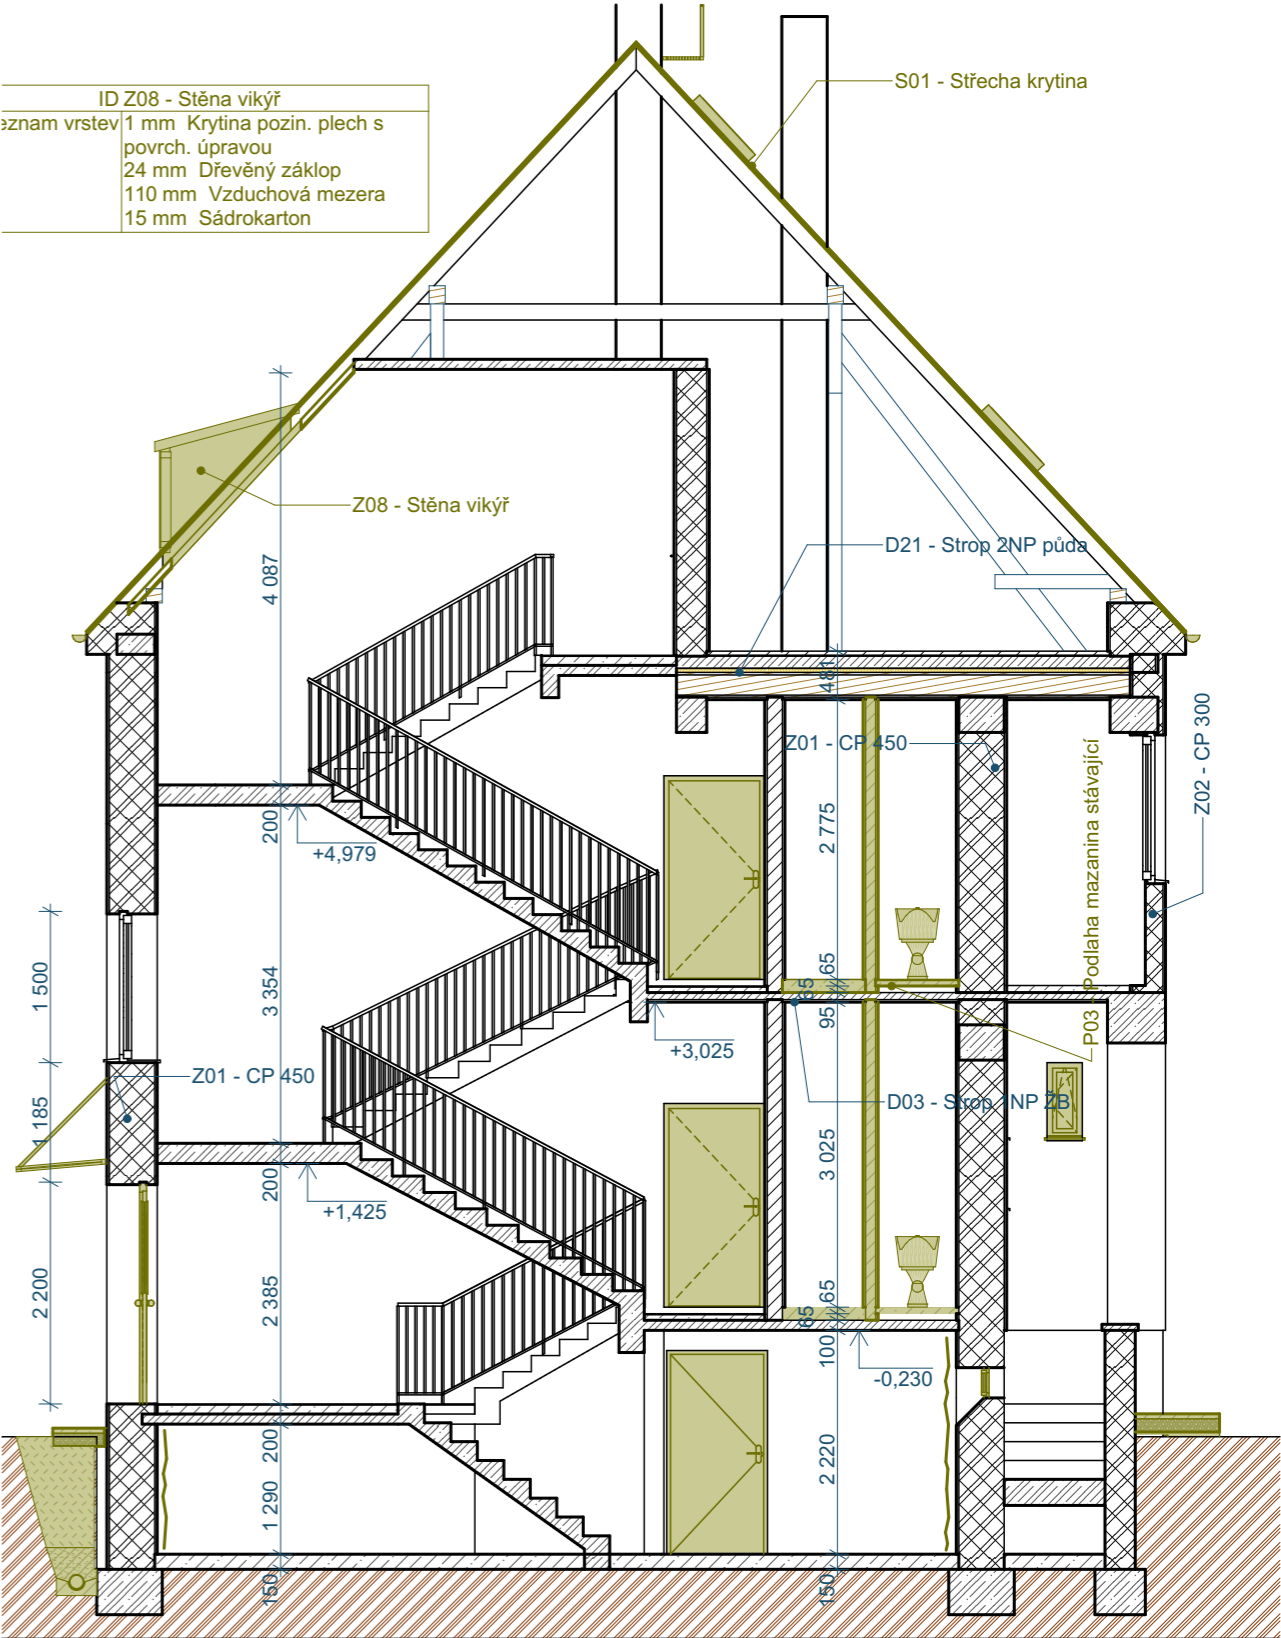 S01 - Střecha krytina
ID Z08 - Stěna vikýř
eznam vrstev 1 mm Krytina pozin. plech s
povrch. úpravou
24 mm Dřevěný záklop
110 mm Vzduchová mezera
15 mm Sádrokarton
Z08 - Stěna vikýř
D21 - Strop 2NP půda
4 087
481
Z01 - CP 450
Z02 - CP 300
P03 - Podlaha mazanina stávající
200
+4,979
2 775
1 500
3 354
65
65
95
+3,025
Z01 - CP 450
D03 - Strop 1NP ŽB
1 185
3 025
200
+1,425
2 200
2 385
65
65
100
-0,230
200
2 220
1 290
150
150